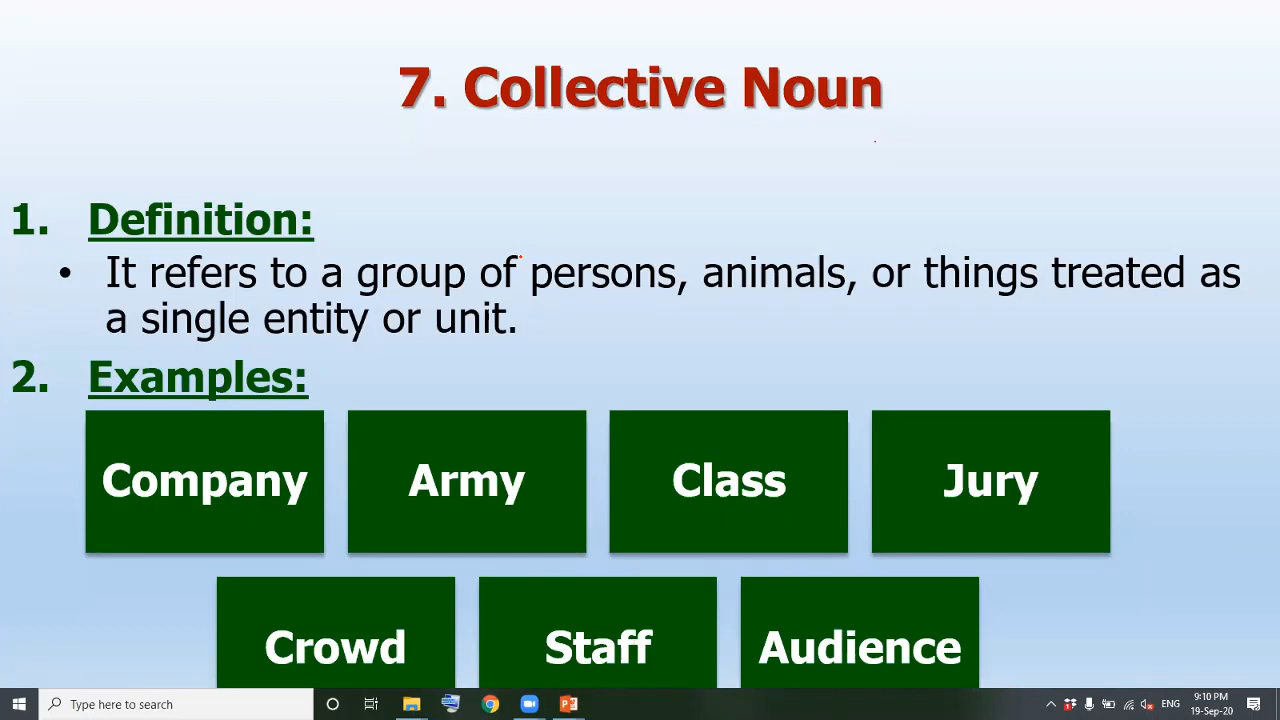 7. Collective Noun
1. Definition:
• It refers to a group of persons, animals, or things treated as
a single entity or unit.
2. Examples:
Company Army Class Jury
Crowd Staff Audience
Type here to search
ENG
9:10 PM
19-Sep-20